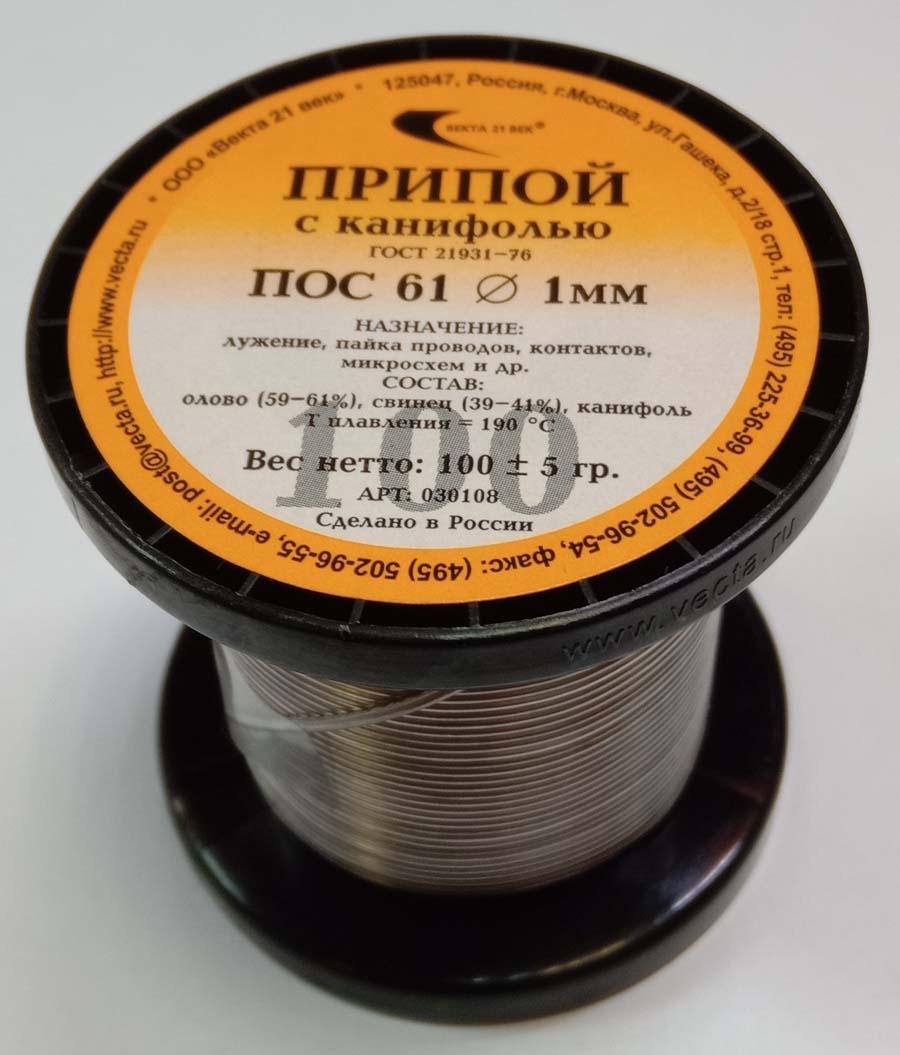 ООО «Векта 21 век» • 125047, Россия, г.Москва, ул.Гашека, д.2/18 стр.1, тел: (495) 225-36-99, (495) 502-96-54, факс: (495) 502-96-55, e-mail: post@vecta.ru, http://www.vecta.ru •
ВЕКТА 21 ВЕК®
ПРИПОЙ
с канифолью
ГОСТ 21931-76
ПОС 61 ∅ 1мм
НАЗНАЧЕНИЕ:
лужение, пайка проводов, контактов,
микросхем и др.
СОСТАВ:
олово (59-61%), свинец (39-41%), канифоль
T плавления = 190 °C
100
Вес нетто: 100 ± 5 гр.
АРТ: 030108
Сделано в России
www.vecta.ru